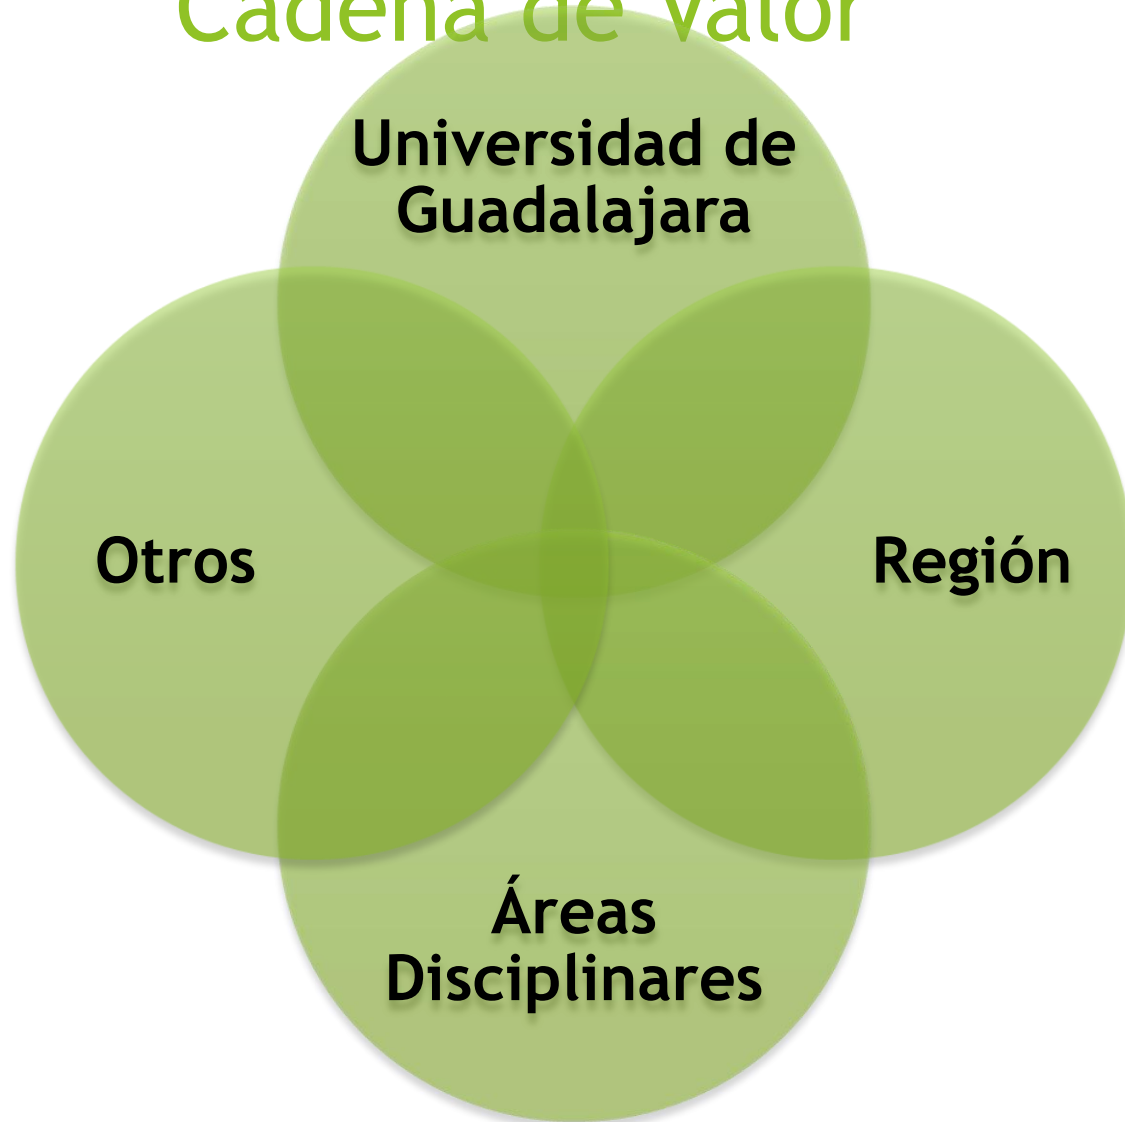 Cadena de Valor
Universidad de
Guadalajara
Otros
Región
Áreas
Disciplinares